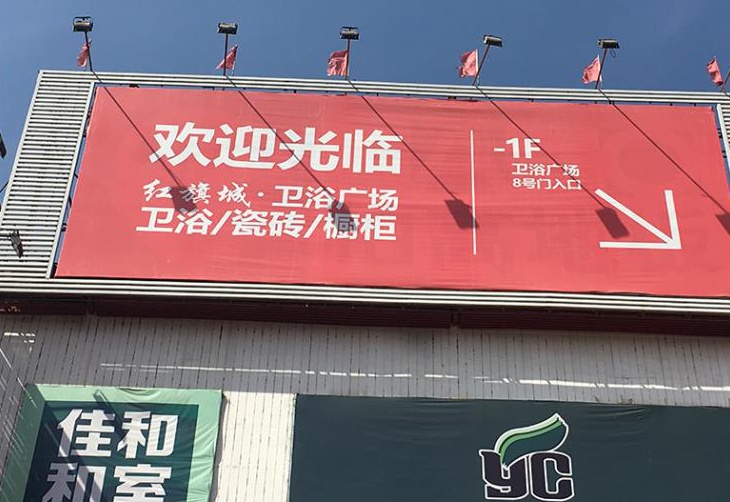 欢迎光临
红旗城·卫浴广场
卫浴/瓷砖/橱柜
-1F
卫浴广场
8号门入口
佳和
和室
YC